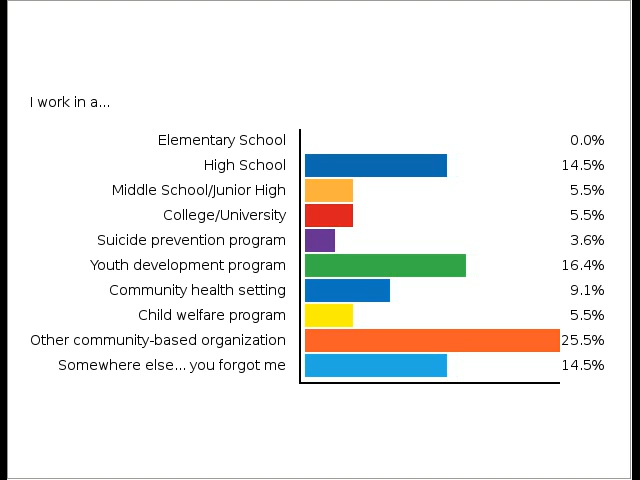 I work in a...
Elementary School 0.0%
High School 14.5%
Middle School/Junior High 5.5%
College/University 5.5%
Suicide prevention program 3.6%
Youth development program 16.4%
Community health setting 9.1%
Child welfare program 5.5%
Other community-based organization 25.5%
Somewhere else... you forgot me 14.5%